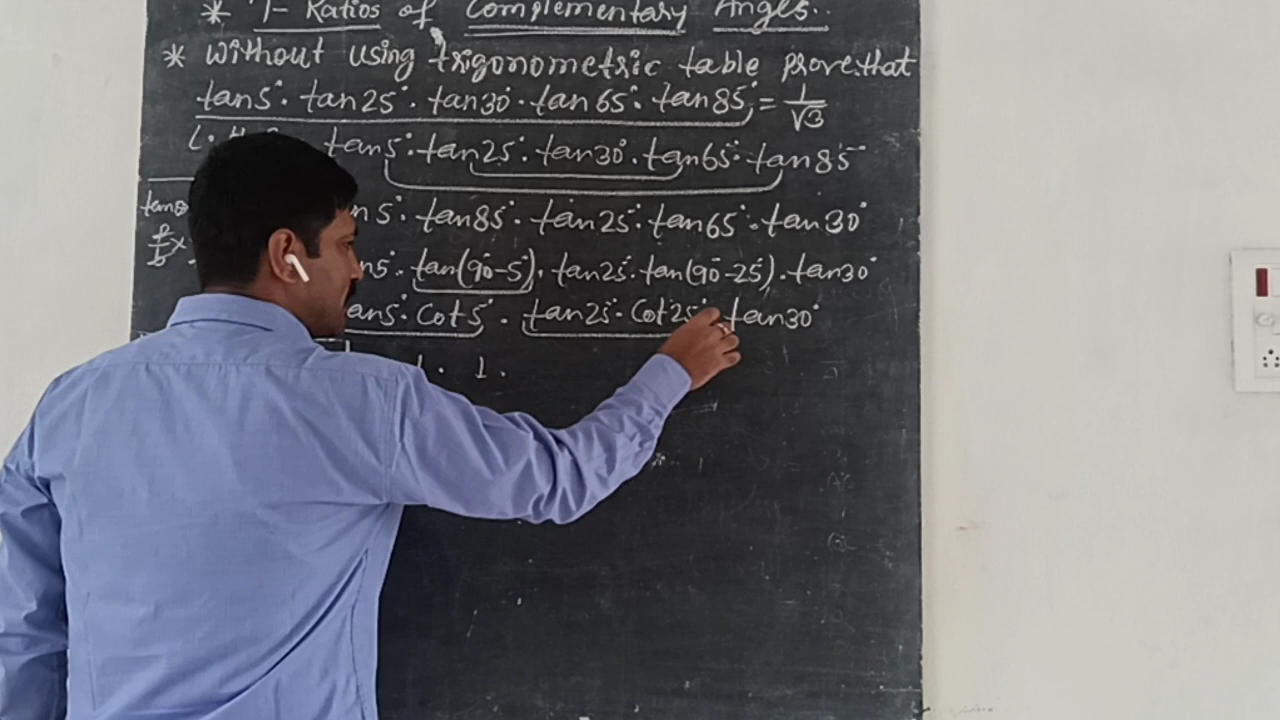 * T- Ratios of Complementary Angles..
* without using trigonometric table prove that
tan5°. tan25°. tan30°. tan65°. tan85° = 1/√3
tan5°. tan25°. tan30°. tan65°. tan85°
n5°. tan85°. tan25°. tan65°. tan30°
tanθ
n5°. tan(90°-5°). tan25°. tan(90°-25°). tan30°
p/b ×
an5°. Cot5°. tan25°. Cot25°. tan30°
1. 1.